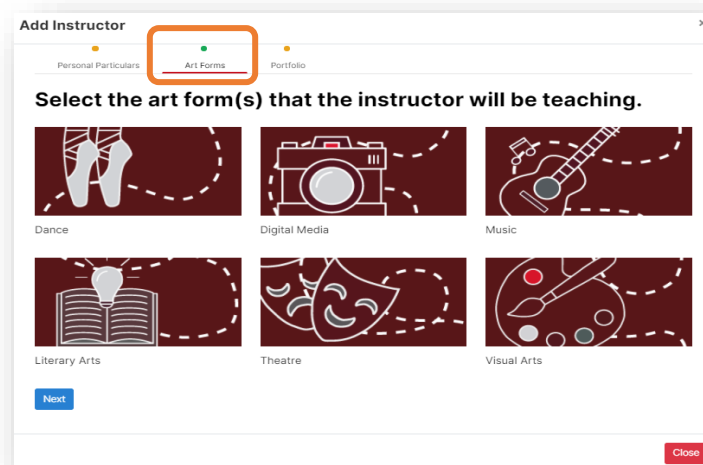 Add Instructor
×
Personal Particulars Art Forms Portfolio
Select the art form(s) that the instructor will be teaching.
Dance Digital Media Music
Literary Arts Theatre Visual Arts
Next
Close